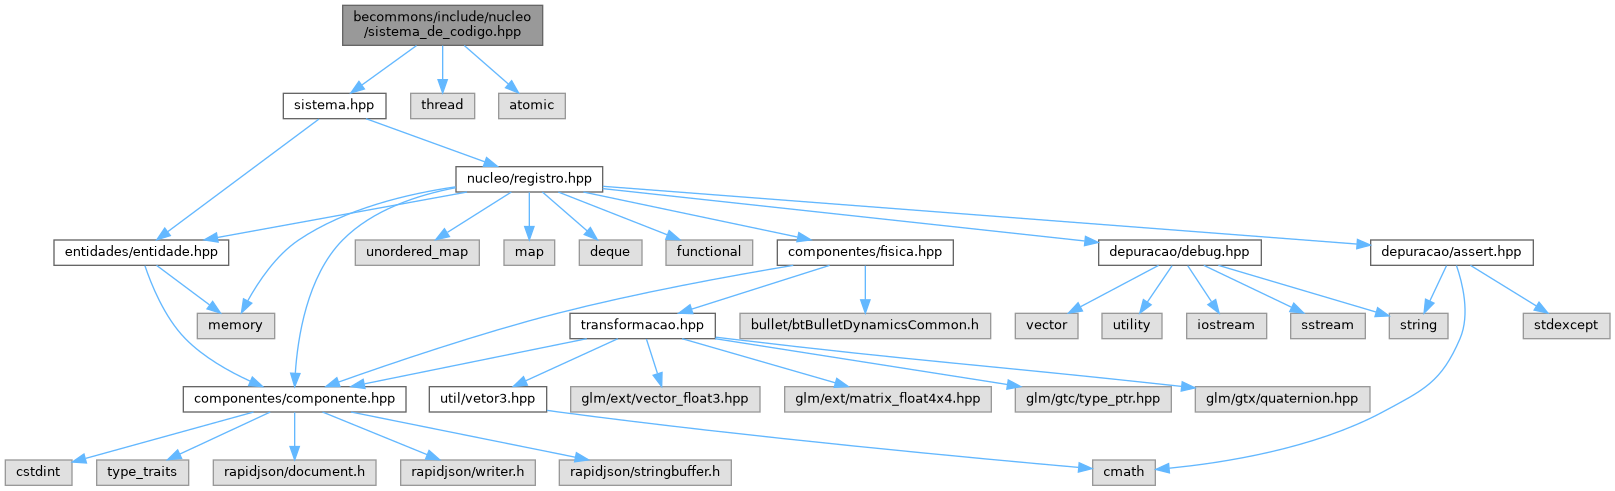 becommons/include/nucleo
/sistema_de_codigo.hpp
sistema.hpp
thread
atomic
nucleo/registro.hpp
entidades/entidade.hpp
unordered_map
map
deque
functional
componentes/fisica.hpp
depuracao/debug.hpp
depuracao/assert.hpp
memory
transformacao.hpp
bullet/btBulletDynamicsCommon.h
vector
utility
iostream
sstream
string
stdexcept
componentes/componente.hpp
util/vetor3.hpp
glm/ext/vector_float3.hpp
glm/ext/matrix_float4x4.hpp
glm/gtc/type_ptr.hpp
glm/gtx/quaternion.hpp
cstdint
type_traits
rapidjson/document.h
rapidjson/writer.h
rapidjson/stringbuffer.h
cmath